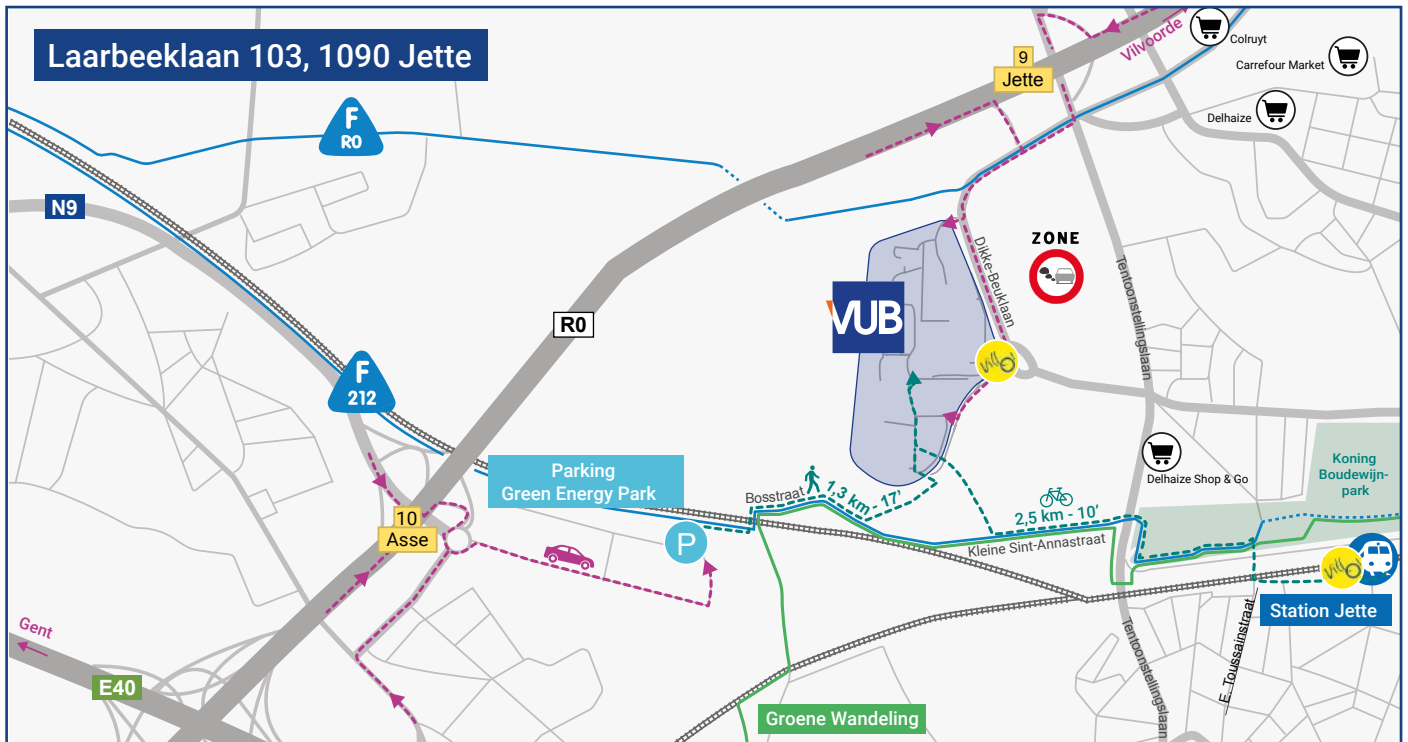 Laarbeeklaan 103, 1090 Jette
F
R0
N9
9
Jette
Vilvoorde
Colruyt
Carrefour Market
Delhaize
ZONE
Dikke-Beuklaan
Tentoonstellingslaan
VUB
R0
Villo
F
212
Parking
Green Energy Park
P
Bosstraat
1,3 km - 17'
2,5 km - 10'
Kleine Sint-Annastraat
Delhaize Shop & Go
Koning
Boudewijn-
park
10
Asse
Villo
Station Jette
E. Toussainstraat
Tentoonstellingslaan
Gent
E40
Groene Wandeling